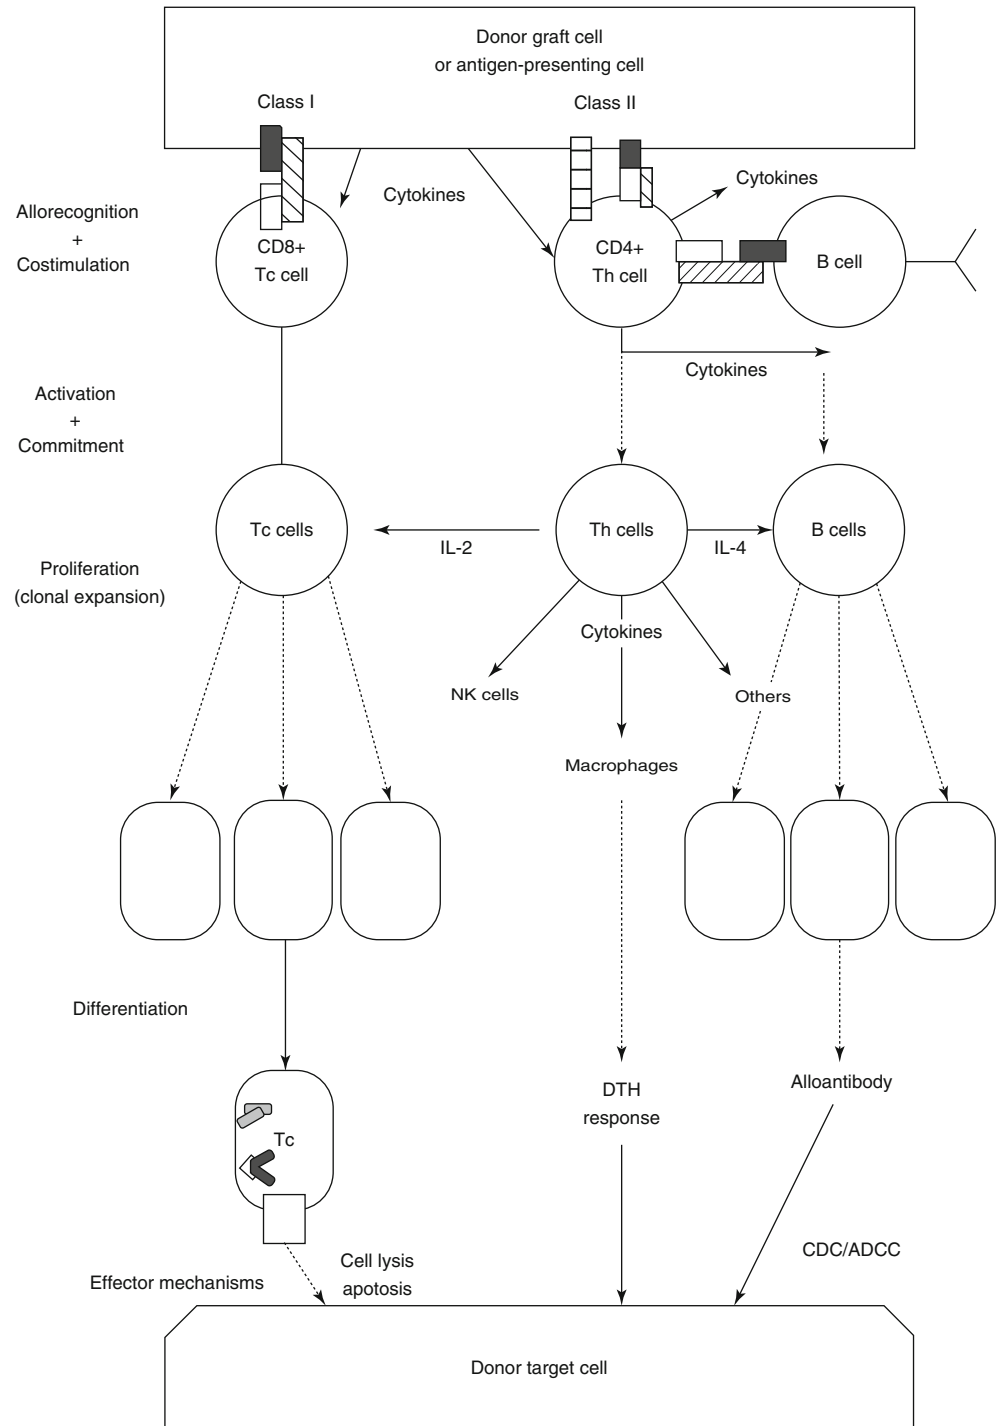 Donor graft cell
or antigen-presenting cell
Class I
Class II
Cytokines
Cytokines
Allorecognition
+
Costimulation
CD8+
Tc cell
CD4+
Th cell
B cell
Cytokines
Activation
+
Commitment
Tc cells
Th cells
B cells
IL-2
IL-4
Proliferation
(clonal expansion)
Cytokines
NK cells
Others
Macrophages
Differentiation
DTH
response
Alloantibody
Tc
CDC/ADCC
Cell lysis
apotosis
Effector mechanisms
Donor target cell